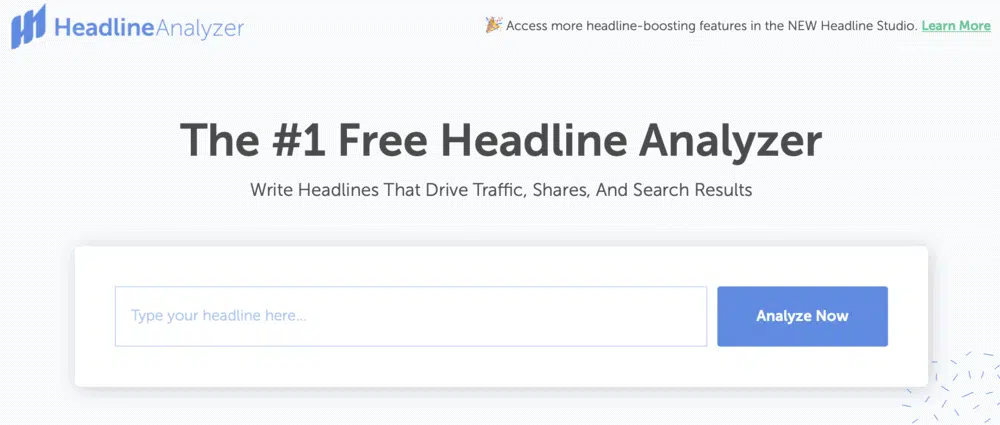 HeadlineAnalyzer
🎉 Access more headline-boosting features in the NEW Headline Studio. Learn More
The #1 Free Headline Analyzer
Write Headlines That Drive Traffic, Shares, And Search Results
Type your headline here...
Analyze Now